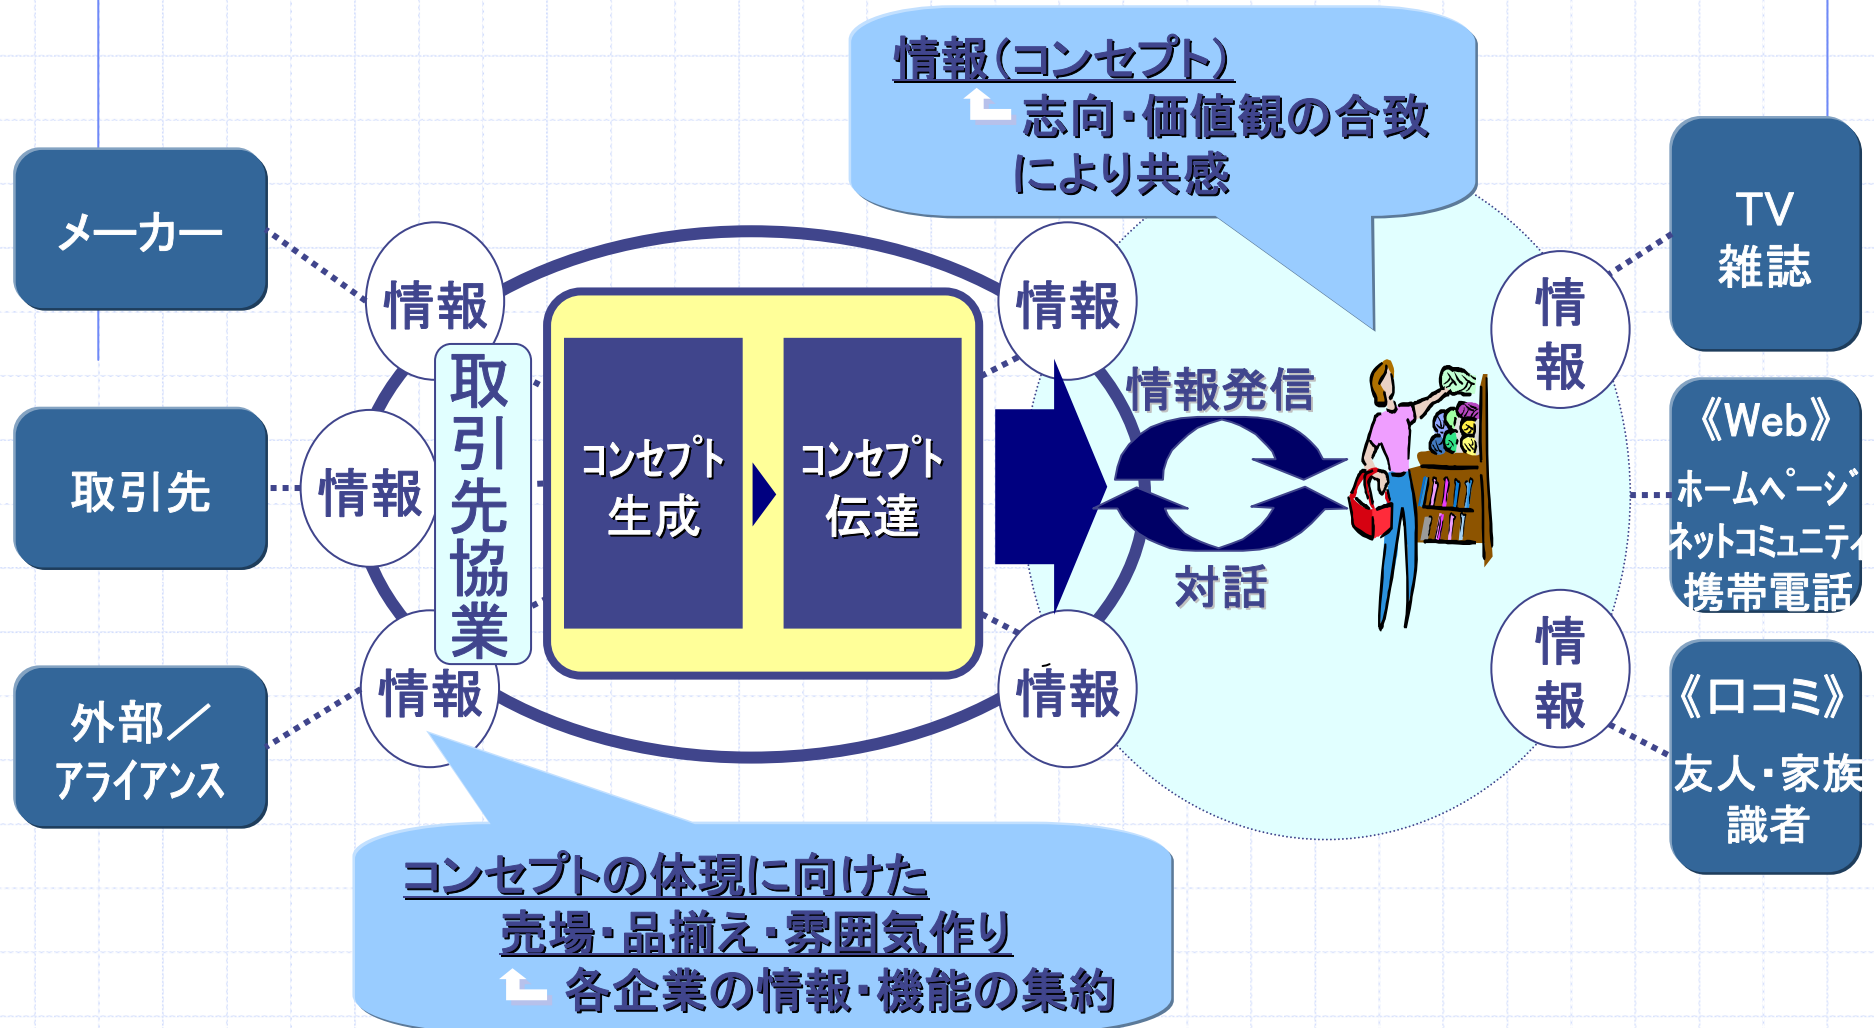 情報（コンセプト）
志向・価値観の合致
により共感
メーカー
取引先
外部／
アライアンス
情報
情報
情報
取引先協業
コンセプト
生成
コンセプト
伝達
情報
情報
情報発信
対話
情
報
情
報
TV
雑誌
《Web》
ホームページ
ネットコミュニティ
携帯電話
《口コミ》
友人・家族
識者
コンセプトの体現に向けた
売場・品揃え・雰囲気作り
各企業の情報・機能の集約